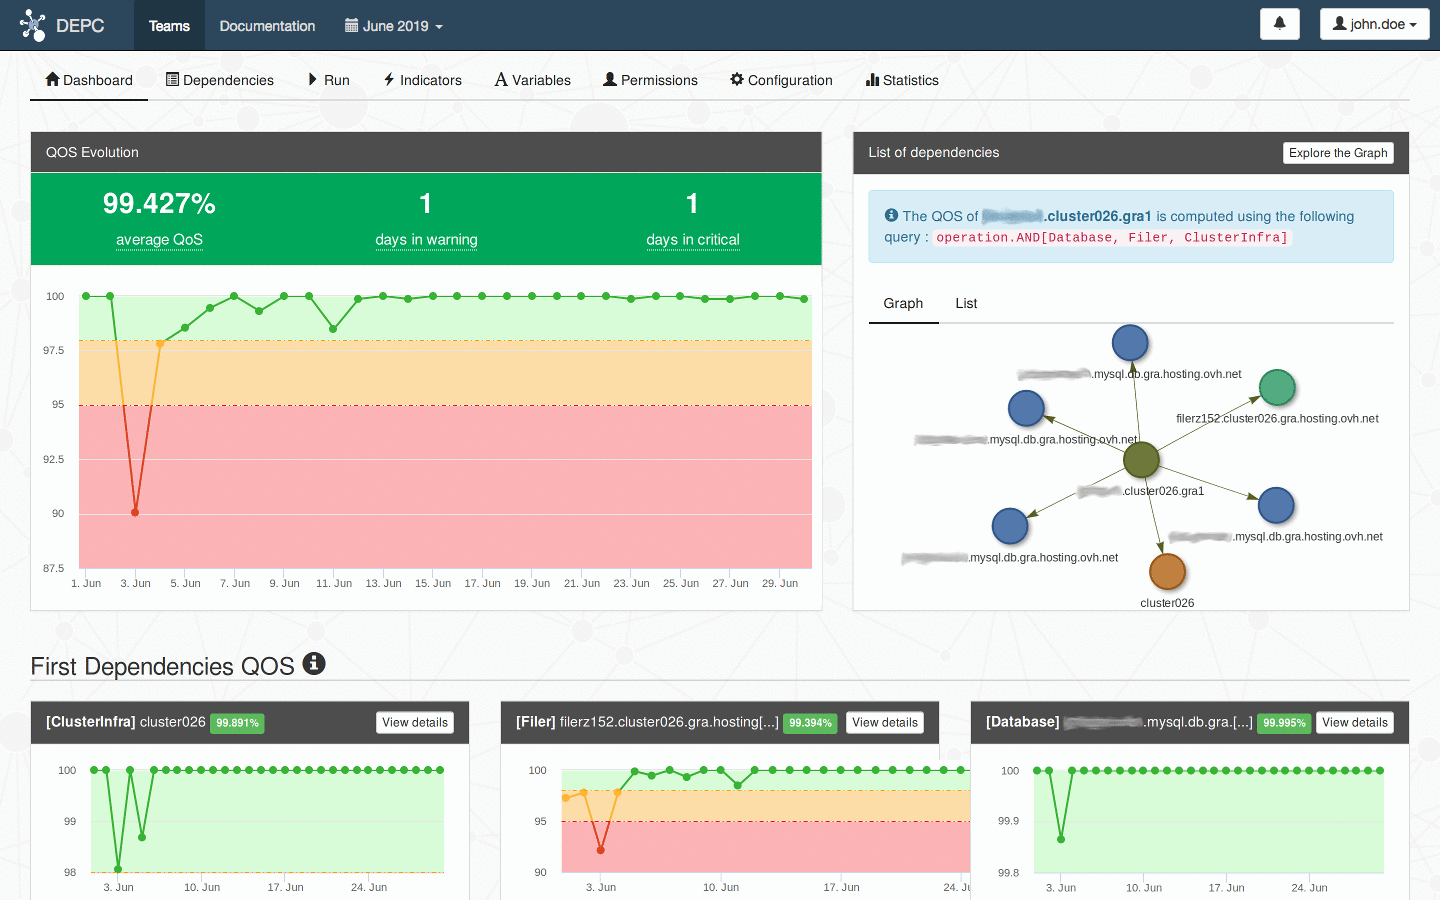 DEPC Teams Documentation June 2019 john.doe
Dashboard Dependencies Run Indicators Variables Permissions Configuration Statistics
QOS Evolution
99.427% 1 1
average QoS days in warning days in critical
100
97.5
95
92.5
90
87.5
1. Jun 3. Jun 5. Jun 7. Jun 9. Jun 11. Jun 13. Jun 15. Jun 17. Jun 19. Jun 21. Jun 23. Jun 25. Jun 27. Jun 29. Jun
List of dependencies Explore the Graph
The QOS of .cluster026.gra1 is computed using the following
query : operation.AND[Database, Filer, ClusterInfra]
Graph List
.mysql.db.gra.hosting.ovh.net
filerz152.cluster026.gra.hosting.ovh.net
.mysql.db.gra.hosting.ovh.net
.cluster026.gra1
.mysql.db.gra.hosting.ovh.net
.mysql.db.gra.hosting.ovh.net
cluster026
First Dependencies QOS
[ClusterInfra] cluster026 99.891% View details
100
99
98
3. Jun 10. Jun 17. Jun 24. Jun
[Filer] filerz152.cluster026.gra.hosting[...] 99.394% View details
100
95
90
3. Jun 10. Jun 17. Jun 24. Ju
[Database] .mysql.db.gra.[...] 99.995% View details
100
99.9
99.8
3. Jun 10. Jun 17. Jun 24. Jun